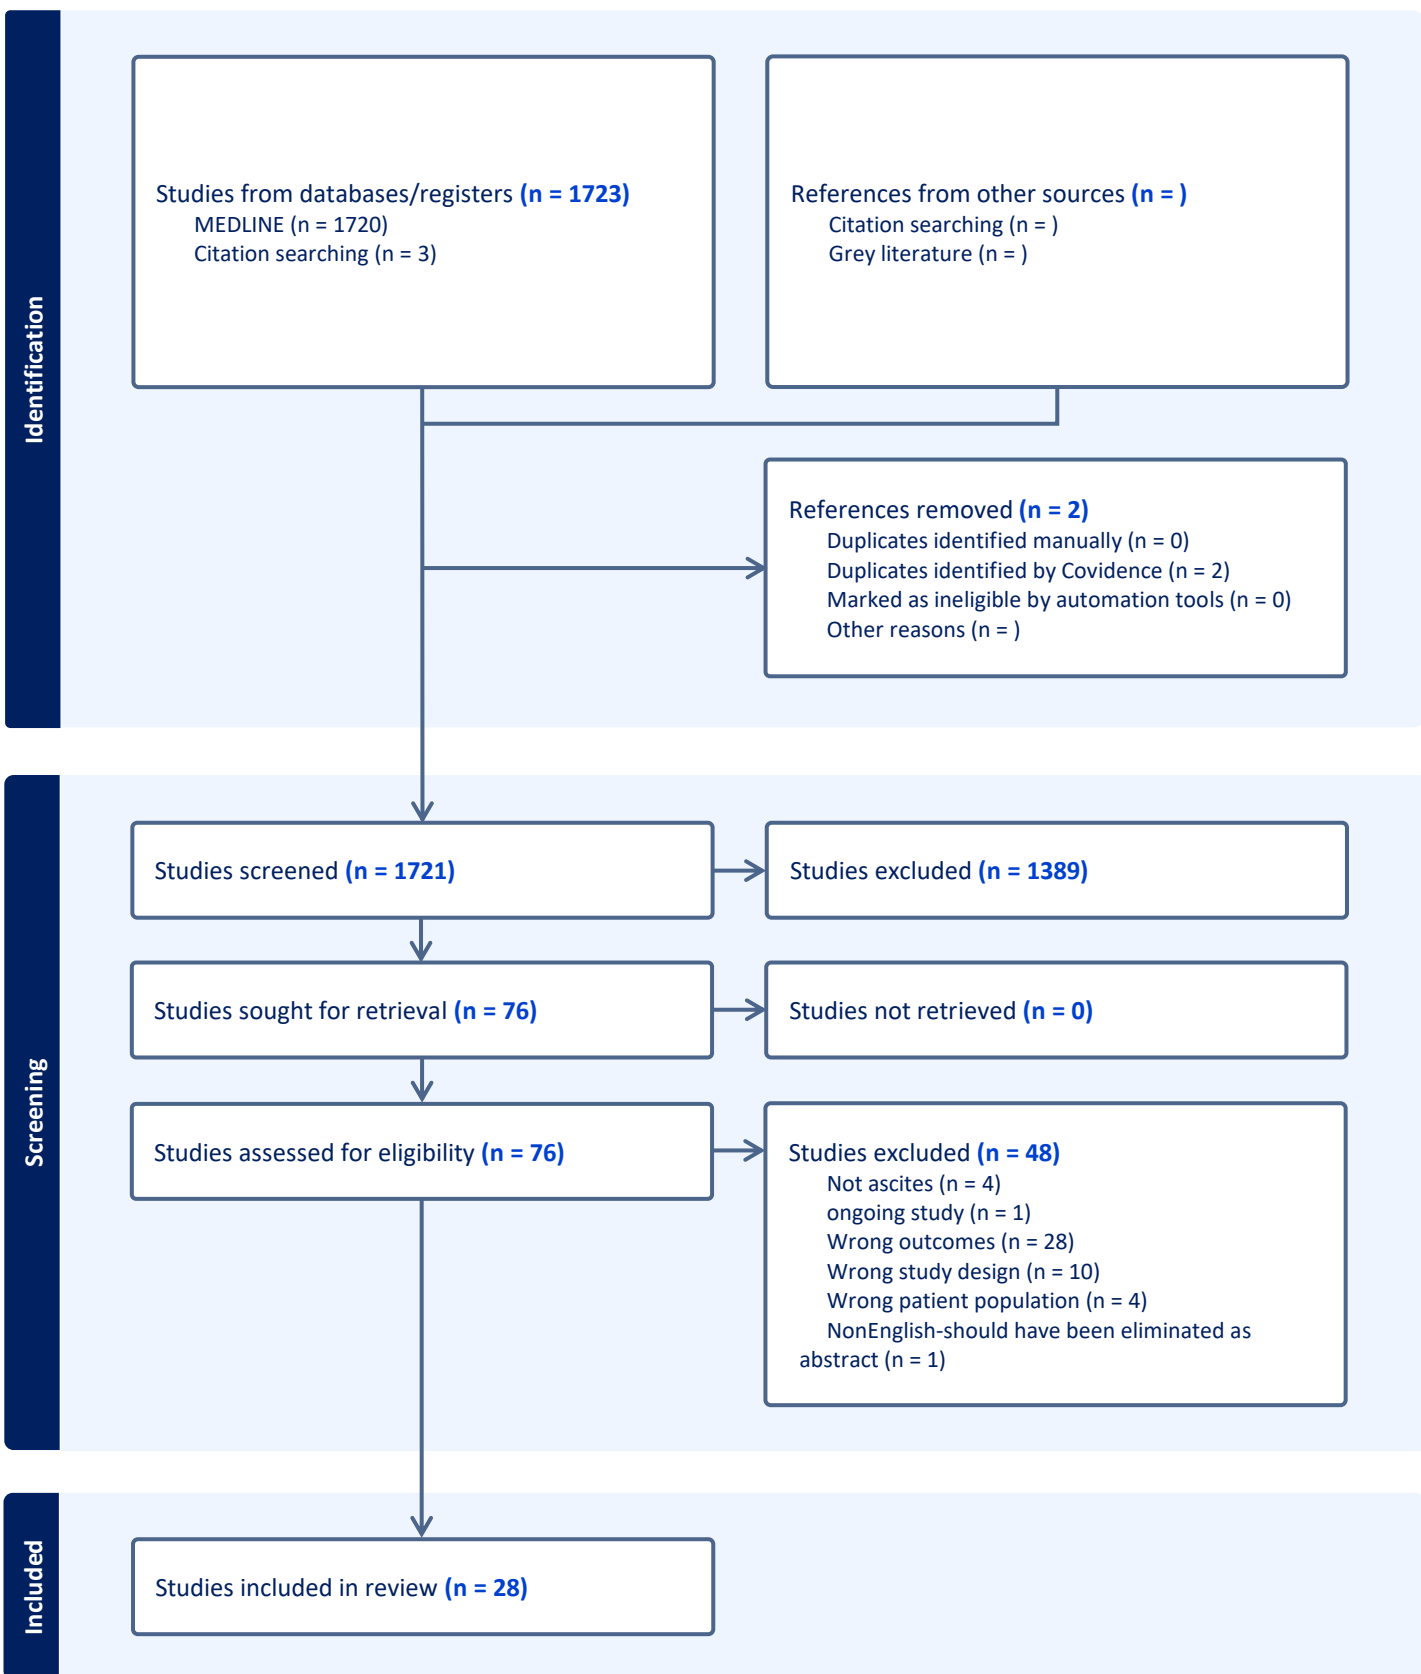 Identification
Studies from databases/registers (n = 1723)
MEDLINE (n = 1720)
Citation searching (n = 3)
References from other sources (n = )
Citation searching (n = )
Grey literature (n = )
References removed (n = 2)
Duplicates identified manually (n = 0)
Duplicates identified by Covidence (n = 2)
Marked as ineligible by automation tools (n = 0)
Other reasons (n = )
Screening
Studies screened (n = 1721)
Studies excluded (n = 1389)
Studies sought for retrieval (n = 76)
Studies not retrieved (n = 0)
Studies assessed for eligibility (n = 76)
Studies excluded (n = 48)
Not ascites (n = 4)
ongoing study (n = 1)
Wrong outcomes (n = 28)
Wrong study design (n = 10)
Wrong patient population (n = 4)
NonEnglish-should have been eliminated as
abstract (n = 1)
Included
Studies included in review (n = 28)